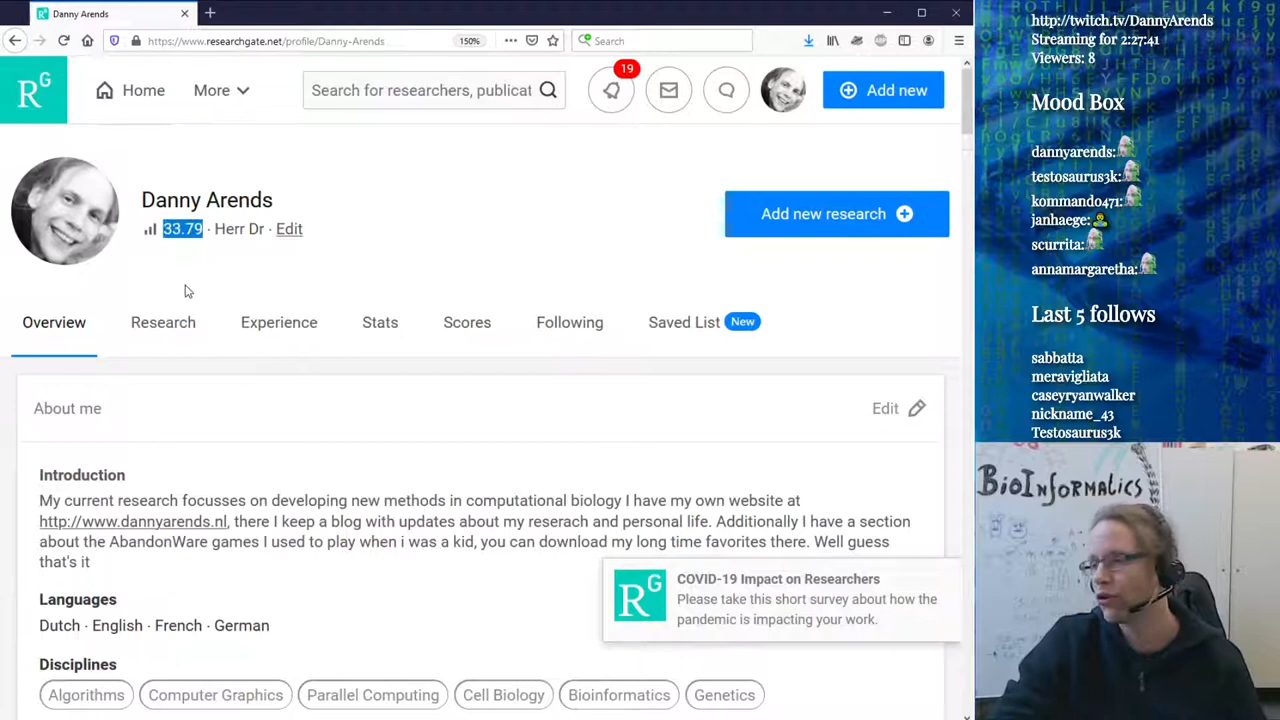 Danny Arends
https://www.researchgate.net/profile/Danny-Arends
150%
Search
R G
Home
More
Search for researchers, publicat
19
Add new
Danny Arends
33.79 · Herr Dr · Edit
Add new research
Overview
Research
Experience
Stats
Scores
Following
Saved List
New
About me
Edit
Introduction
My current research focusses on developing new methods in computational biology I have my own website at
http://www.dannyarends.nl, there I keep a blog with updates about my reserach and personal life. Additionally I have a section
about the AbandonWare games I used to play when i was a kid, you can download my long time favorites there. Well guess
that's it
Languages
Dutch · English · French · German
Disciplines
Algorithms
Computer Graphics
Parallel Computing
Cell Biology
Bioinformatics
Genetics
R G
COVID-19 Impact on Researchers
Please take this short survey about how the
pandemic is impacting your work.
http://twitch.tv/DannyArends
Streaming for 2:27:41
Viewers: 8
Mood Box
dannyarends:
testosaurus3k:
kommando471:
janhaege:
scurrita:
annamargaretha:
Last 5 follows
sabbatta
meravigliata
caseyryanwalker
nickname_43
Testosaurus3k
BioInformatics